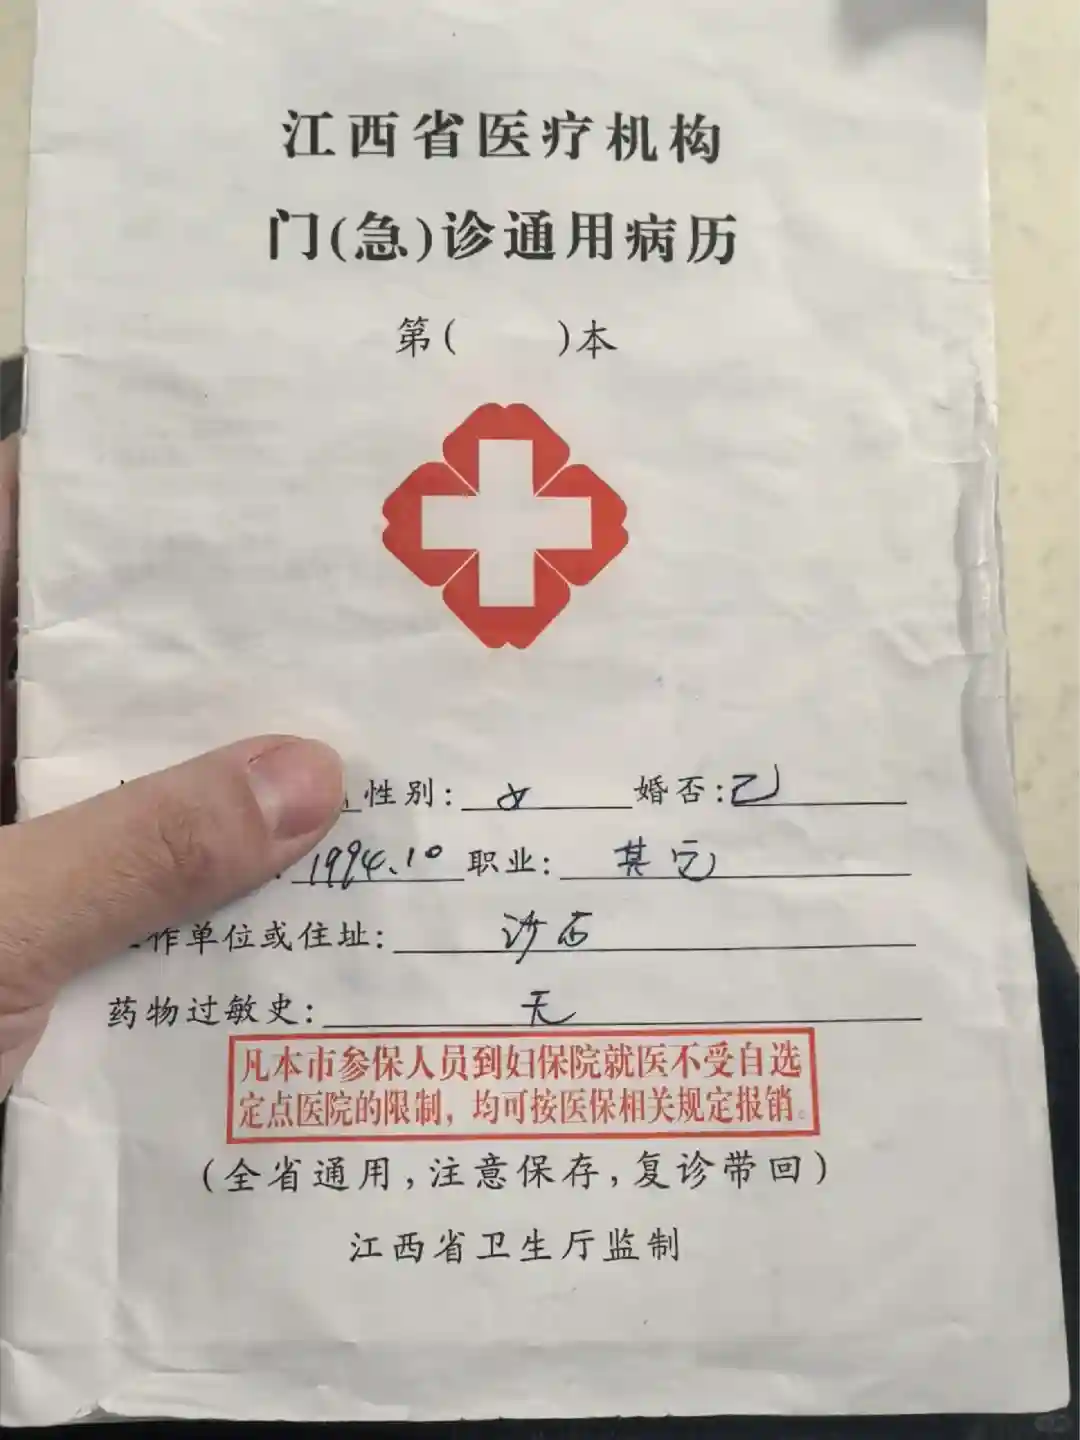 江西省医疗机构
门(急)诊通用病历
第(    )本
性别: 女 婚否: 已
1994.10 职业: 其它
作单位或住址: 沙石
药物过敏史: 无
凡本市参保人员到妇保院就医不受自选
定点医院的限制，均可按医保相关规定报销。
(全省通用,注意保存,复诊带回)
江西省卫生厅监制